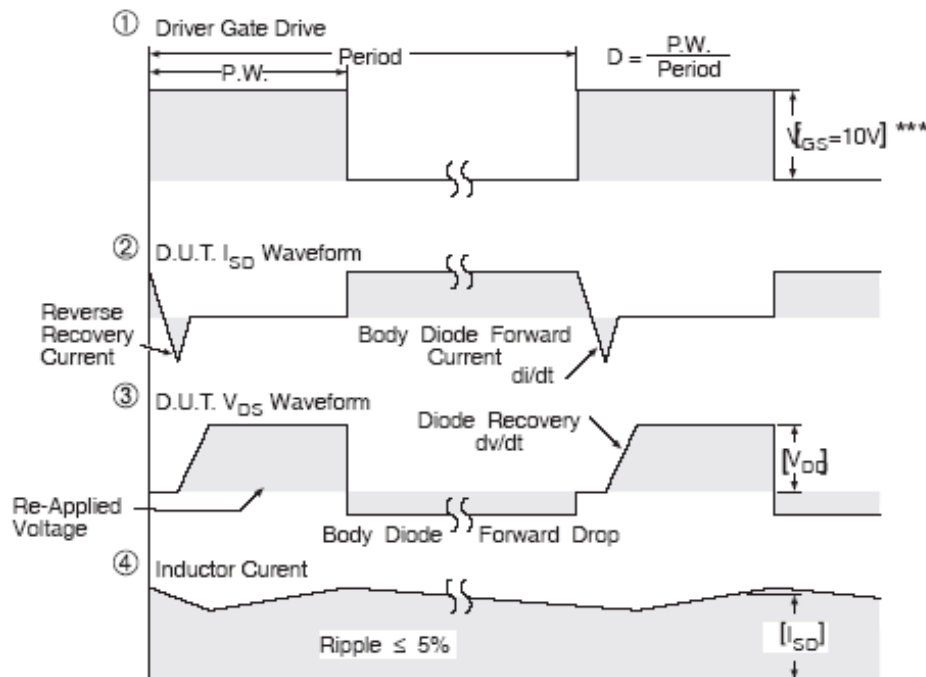 ① Driver Gate Drive
Period
P.W.
D = P.W. / Period
V[GS=10V] ***
② D.U.T. ISD Waveform
Reverse
Recovery
Current
Body Diode Forward
Current
di/dt
③ D.U.T. VDS Waveform
Diode Recovery
dv/dt
[VDD]
Re-Applied
Voltage
Body Diode Forward Drop
④ Inductor Curent
Ripple ≤ 5%
[ISD]